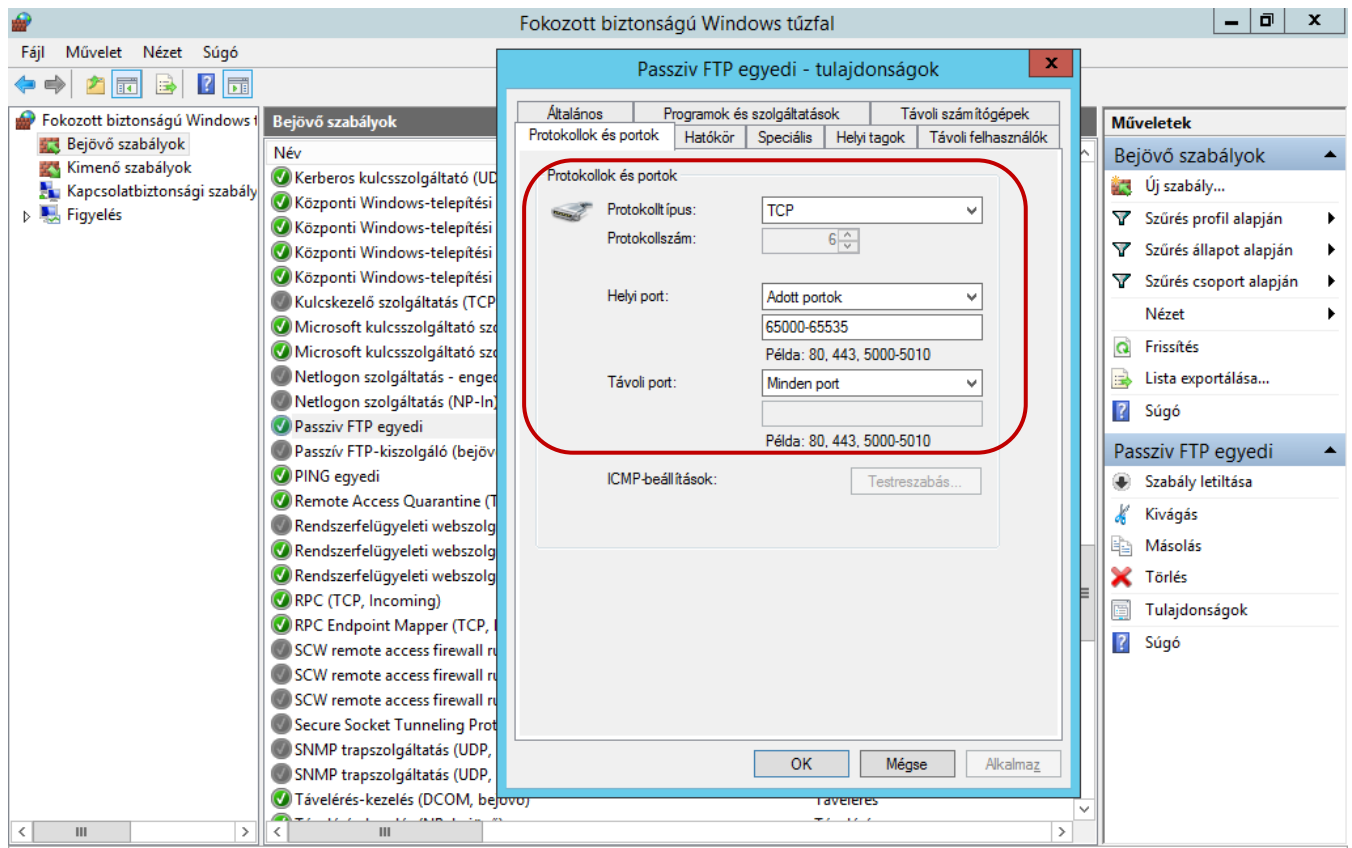 Fokozott biztonságú Windows tűzfal
Fájl Művelet Nézet Súgó
Fokozott biztonságú Windows
Bejövő szabályok
Kimenő szabályok
Kapcsolatbiztonsági szabály
Figyelés
Bejövő szabályok
Név
Kerberos kulcsszolgáltató (UD
Központi Windows-telepítési
Központi Windows-telepítési
Központi Windows-telepítési
Központi Windows-telepítési
Kulcskezelő szolgáltatás (TCP
Microsoft kulcsszolgáltató szo
Microsoft kulcsszolgáltató szo
Netlogon szolgáltatás - enged
Netlogon szolgáltatás (NP-In)
Passziv FTP egyedi
Passzív FTP-kiszolgáló (bejöv
PING egyedi
Remote Access Quarantine (T
Rendszerfelügyeleti webszolg
Rendszerfelügyeleti webszolg
Rendszerfelügyeleti webszolg
RPC (TCP, Incoming)
RPC Endpoint Mapper (TCP, I
SCW remote access firewall ru
SCW remote access firewall ru
SCW remote access firewall ru
Secure Socket Tunneling Prot
SNMP trapszolgáltatás (UDP,
SNMP trapszolgáltatás (UDP,
Távelérés-kezelés (DCOM, bejövő) Távelérés
Passziv FTP egyedi - tulajdonságok
Általános Programok és szolgáltatások Távoli számítógépek
Protokollok és portok Hatókör Speciális Helyi tagok Távoli felhasználók
Protokollok és portok
Protokolltípus: TCP
Protokollszám: 6
Helyi port: Adott portok
65000-65535
Példa: 80, 443, 5000-5010
Távoli port: Minden port
Példa: 80, 443, 5000-5010
ICMP-beállítások: Testreszabás...
OK Mégse Alkalmaz
Műveletek
Bejövő szabályok
Új szabály...
Szűrés profil alapján
Szűrés állapot alapján
Szűrés csoport alapján
Nézet
Frissítés
Lista exportálása...
Súgó
Passziv FTP egyedi
Szabály letiltása
Kivágás
Másolás
Törlés
Tulajdonságok
Súgó